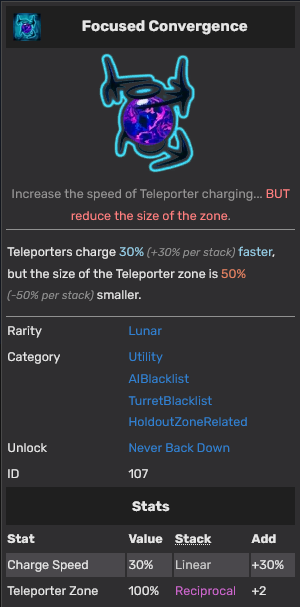 Focused Convergence
Increase the speed of Teleporter charging... BUT
reduce the size of the zone.
Teleporters charge 30% (+30% per stack) faster,
but the size of the Teleporter zone is 50%
(-50% per stack) smaller.
Rarity Lunar
Category Utility
AIBlacklist
TurretBlacklist
HoldoutZoneRelated
Unlock Never Back Down
ID 107
Stats
Stat Value Stack Add
Charge Speed 30% Linear +30%
Teleporter Zone 100% Reciprocal +2